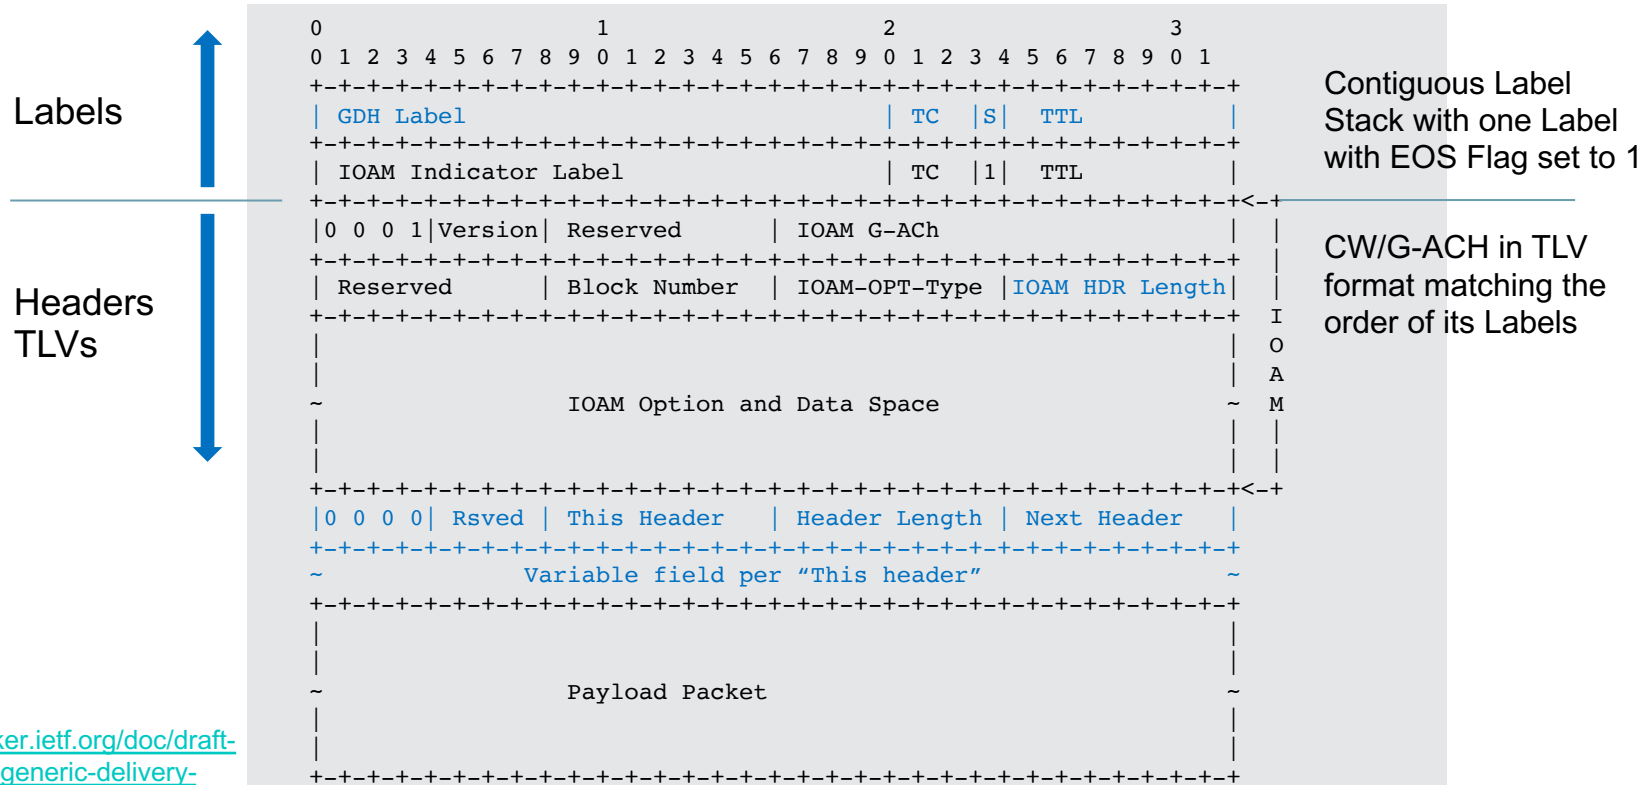 Labels
Headers
TLVs
0                   1                   2                   3
0 1 2 3 4 5 6 7 8 9 0 1 2 3 4 5 6 7 8 9 0 1 2 3 4 5 6 7 8 9 0 1
+-+-+-+-+-+-+-+-+-+-+-+-+-+-+-+-+-+-+-+-+-+-+-+-+-+-+-+-+-+-+-+-+
| GDH Label                             | TC  |S|  TTL          |
+-+-+-+-+-+-+-+-+-+-+-+-+-+-+-+-+-+-+-+-+-+-+-+-+-+-+-+-+-+-+-+-+
| IOAM Indicator Label                  | TC  |1|  TTL          |
+-+-+-+-+-+-+-+-+-+-+-+-+-+-+-+-+-+-+-+-+-+-+-+-+-+-+-+-+-+-+-+-+<-+
|0 0 0 1|Version| Reserved      | IOAM G-ACh                    |  |
+-+-+-+-+-+-+-+-+-+-+-+-+-+-+-+-+-+-+-+-+-+-+-+-+-+-+-+-+-+-+-+-+  |
| Reserved      | Block Number  | IOAM-OPT-Type |IOAM HDR Length|  |
+-+-+-+-+-+-+-+-+-+-+-+-+-+-+-+-+-+-+-+-+-+-+-+-+-+-+-+-+-+-+-+-+  I
|                                                               |  O
|                                                               |  A
~                 IOAM Option and Data Space                    ~  M
|                                                               |  |
|                                                               |  |
+-+-+-+-+-+-+-+-+-+-+-+-+-+-+-+-+-+-+-+-+-+-+-+-+-+-+-+-+-+-+-+-+<-+
|0 0 0 0| Rsved | This Header   | Header Length | Next Header   |
+-+-+-+-+-+-+-+-+-+-+-+-+-+-+-+-+-+-+-+-+-+-+-+-+-+-+-+-+-+-+-+-+
~              Variable field per “This header”                 ~
+-+-+-+-+-+-+-+-+-+-+-+-+-+-+-+-+-+-+-+-+-+-+-+-+-+-+-+-+-+-+-+-+
|                                                               |
|                                                               |
~                 Payload Packet                                ~
|                                                               |
|                                                               |
+-+-+-+-+-+-+-+-+-+-+-+-+-+-+-+-+-+-+-+-+-+-+-+-+-+-+-+-+-+-+-+-+
Contiguous Label
Stack with one Label
with EOS Flag set to 1
CW/G-ACH in TLV
format matching the
order of its Labels
ker.ietf.org/doc/draft-
generic-delivery-